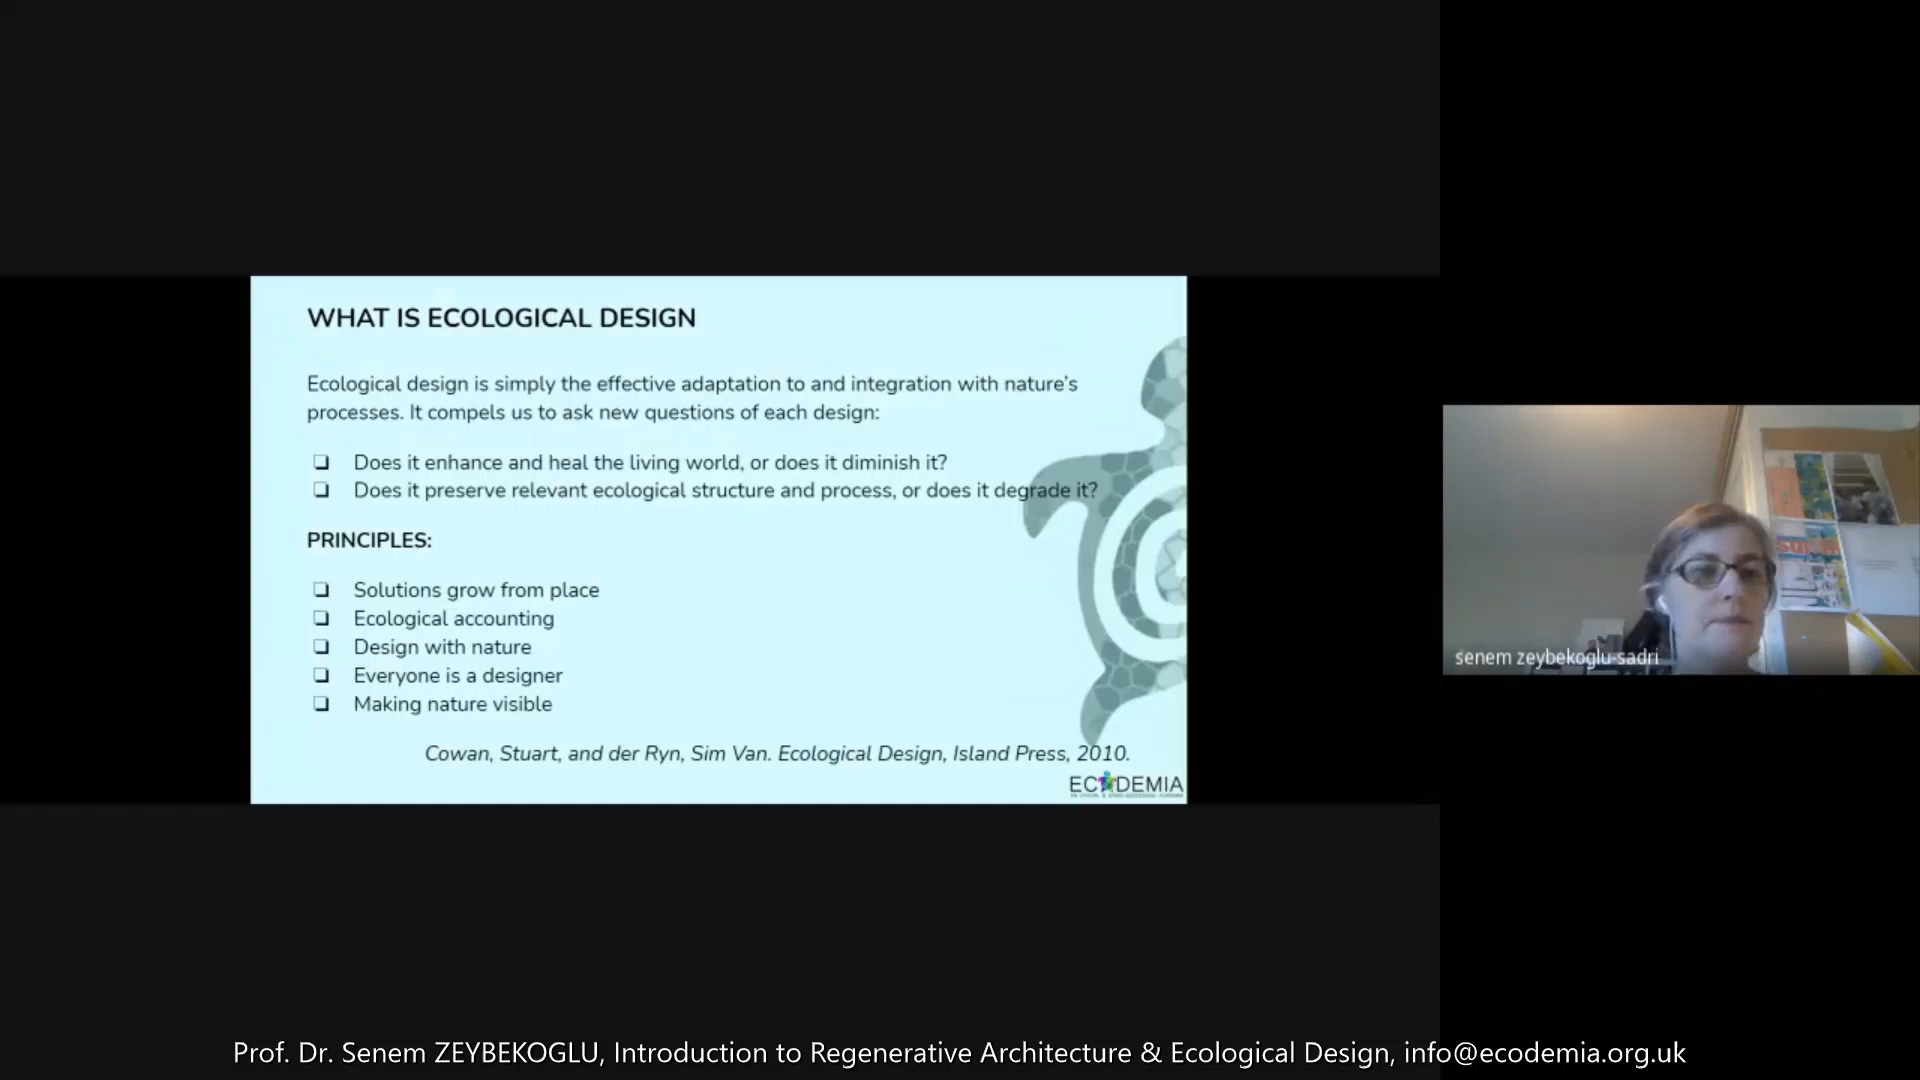 WHAT IS ECOLOGICAL DESIGN
Ecological design is simply the effective adaptation to and integration with nature's
processes. It compels us to ask new questions of each design:
❏ Does it enhance and heal the living world, or does it diminish it?
❏ Does it preserve relevant ecological structure and process, or does it degrade it?
PRINCIPLES:
❏ Solutions grow from place
❏ Ecological accounting
❏ Design with nature
❏ Everyone is a designer
❏ Making nature visible
Cowan, Stuart, and der Ryn, Sim Van. Ecological Design, Island Press, 2010.
ECODEMIA
senem zeybekoglu-sadri
Prof. Dr. Senem ZEYBEKOGLU, Introduction to Regenerative Architecture & Ecological Design, info@ecodemia.org.uk